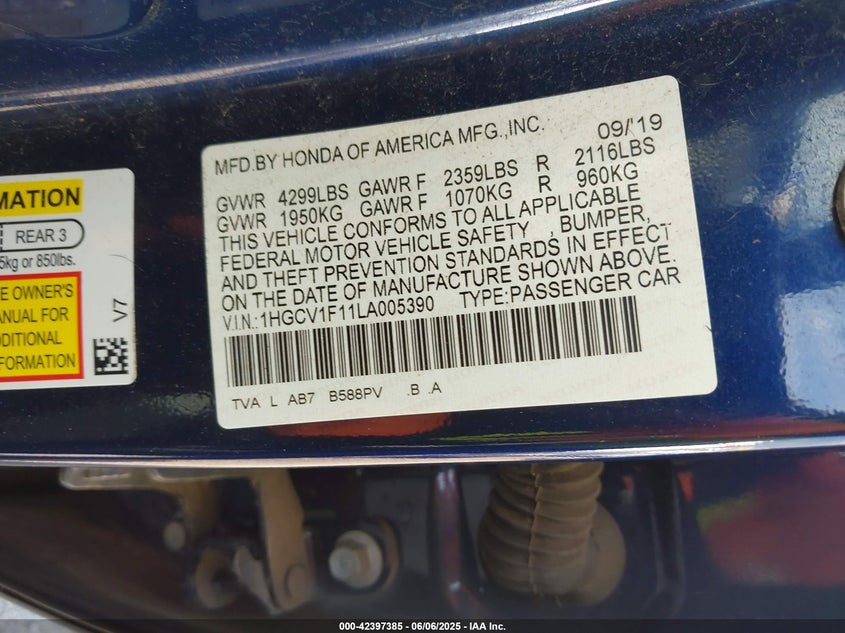 MATION
REAR 3
5kg or 850lbs.
E OWNER'S
ANUAL FOR
DDITIONAL
FORMATION
V7
MFD.BY HONDA OF AMERICA MFG.,INC. 09/'19
GVWR 4299LBS GAWR F 2359LBS R 2116LBS
GVWR 1950KG GAWR F 1070KG R 960KG
THIS VEHICLE CONFORMS TO ALL APPLICABLE
FEDERAL MOTOR VEHICLE SAFETY , BUMPER,
AND THEFT PREVENTION STANDARDS IN EFFECT
ON THE DATE OF MANUFACTURE SHOWN ABOVE.
V.I.N.:1HGCV1F11LA005390 TYPE:PASSENGER CAR
TVA L AB7 B588PV .B .A
000-42397385 - 06/06/2025 - IAA Inc.